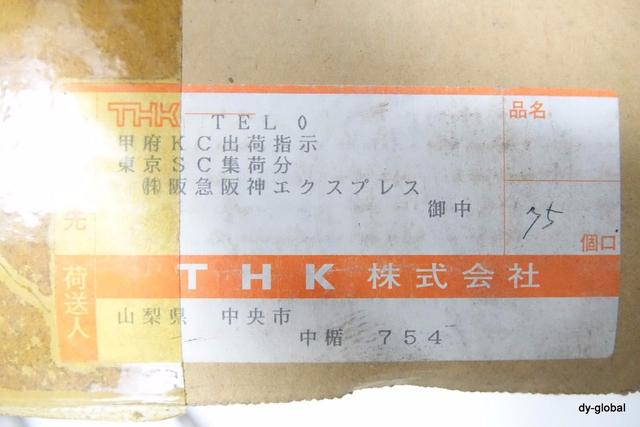 THK TEL 0
品名
甲府KC出荷指示
東京SC集荷分
㈱阪急阪神エクスプレス
御中
先
75
個口
荷送人
THK 株式会社
山梨県 中央市
中楯 754
dy-global